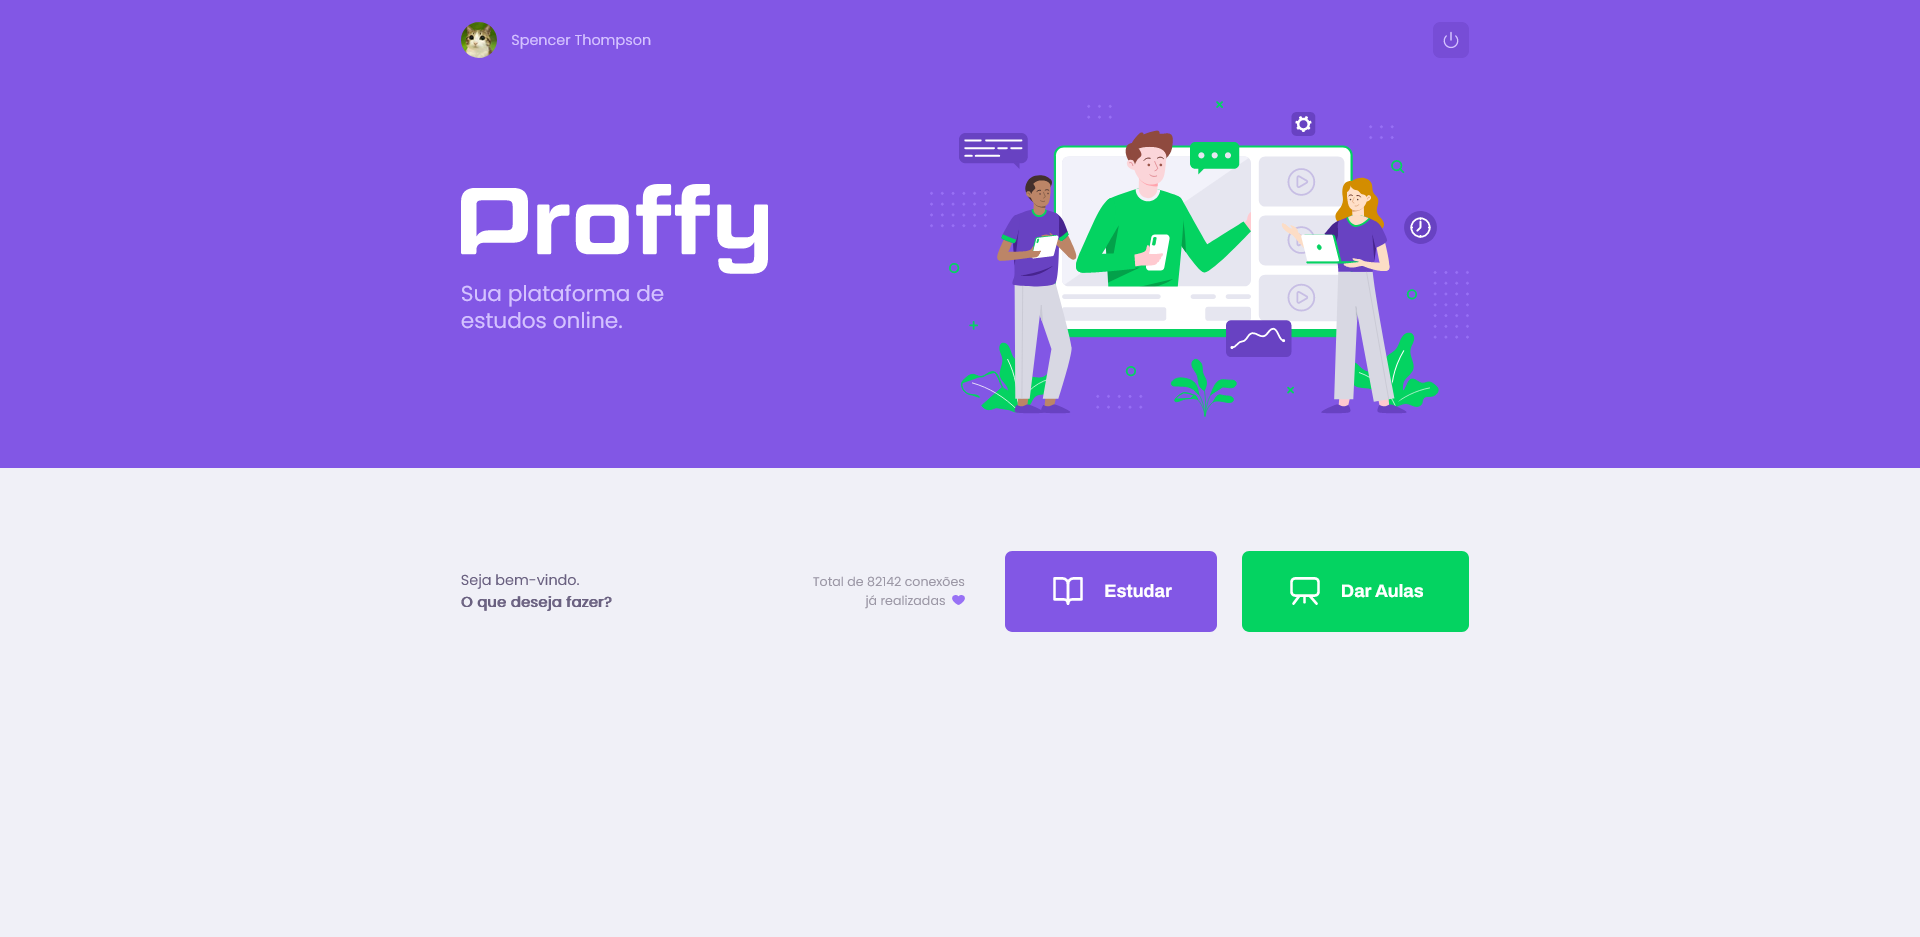 Spencer Thompson
Proffy
Sua plataforma de
estudos online.
Seja bem-vindo.
O que deseja fazer?
Total de 82142 conexões
já realizadas
Estudar
Dar Aulas